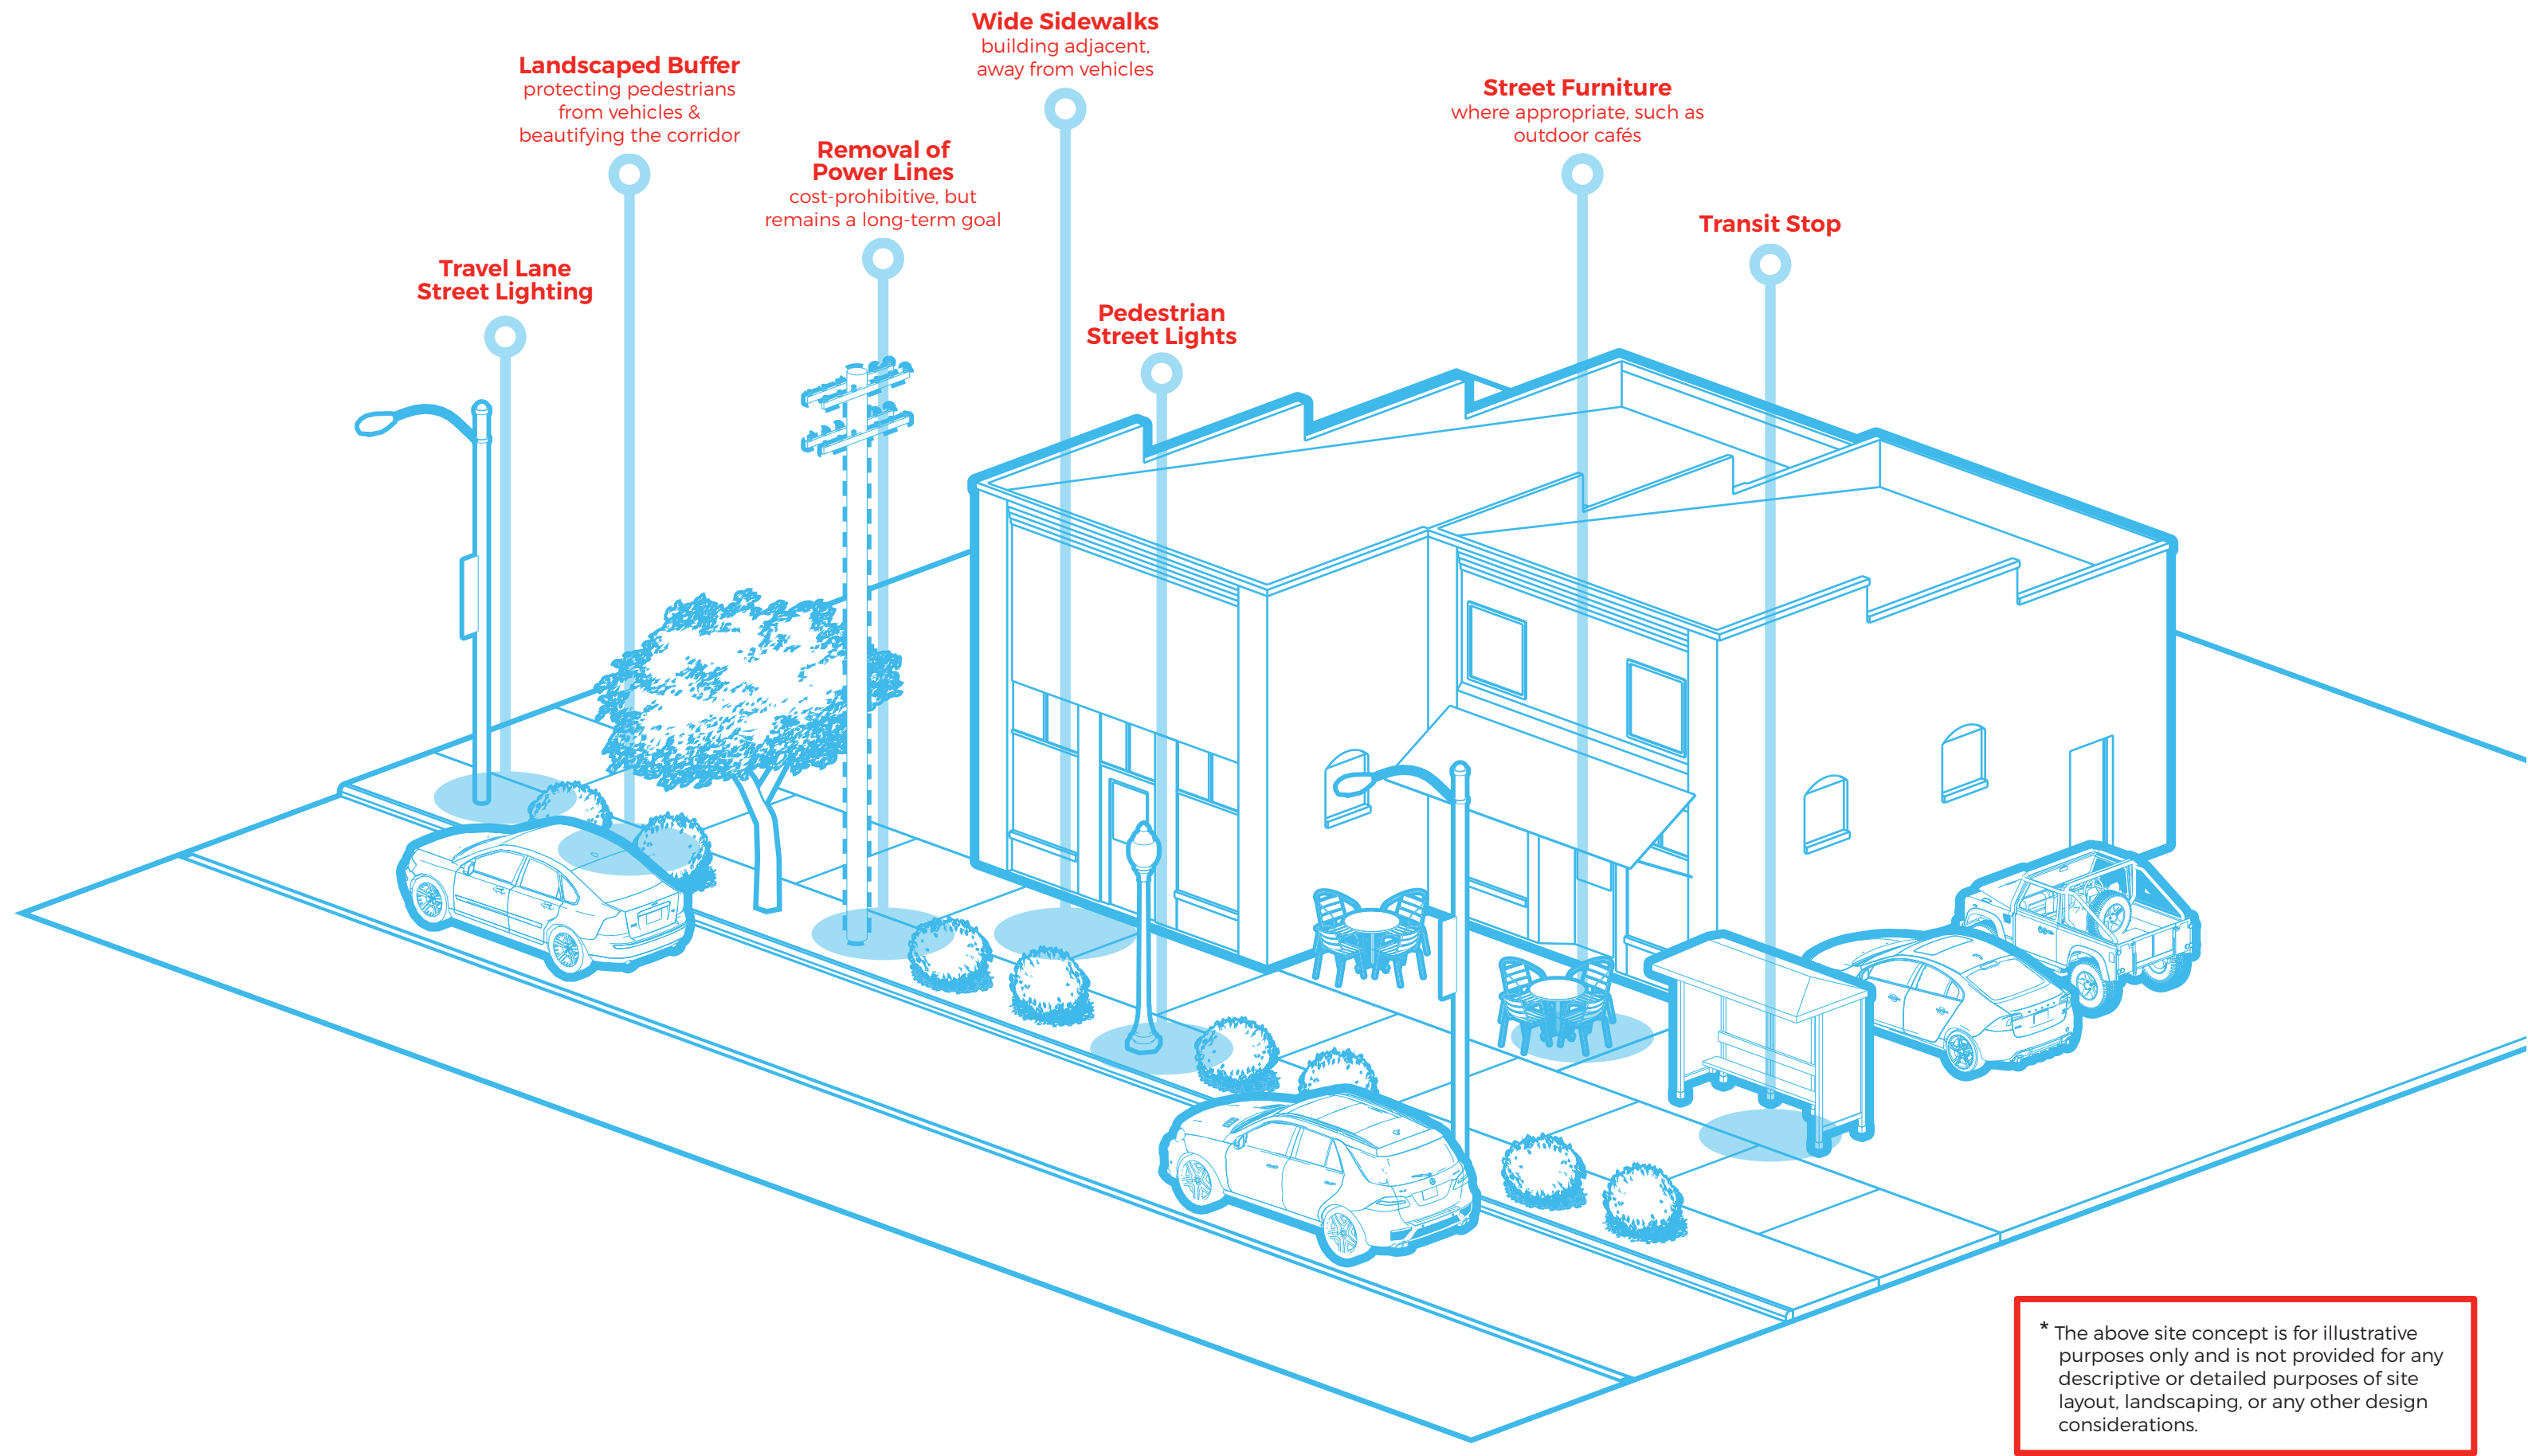 Wide Sidewalks
building adjacent,
away from vehicles
Landscaped Buffer
protecting pedestrians
from vehicles &
beautifying the corridor
Street Furniture
where appropriate, such as
outdoor cafés
Removal of
Power Lines
cost-prohibitive, but
remains a long-term goal
Transit Stop
Travel Lane
Street Lighting
Pedestrian
Street Lights
* The above site concept is for illustrative
purposes only and is not provided for any
descriptive or detailed purposes of site
layout, landscaping, or any other design
considerations.